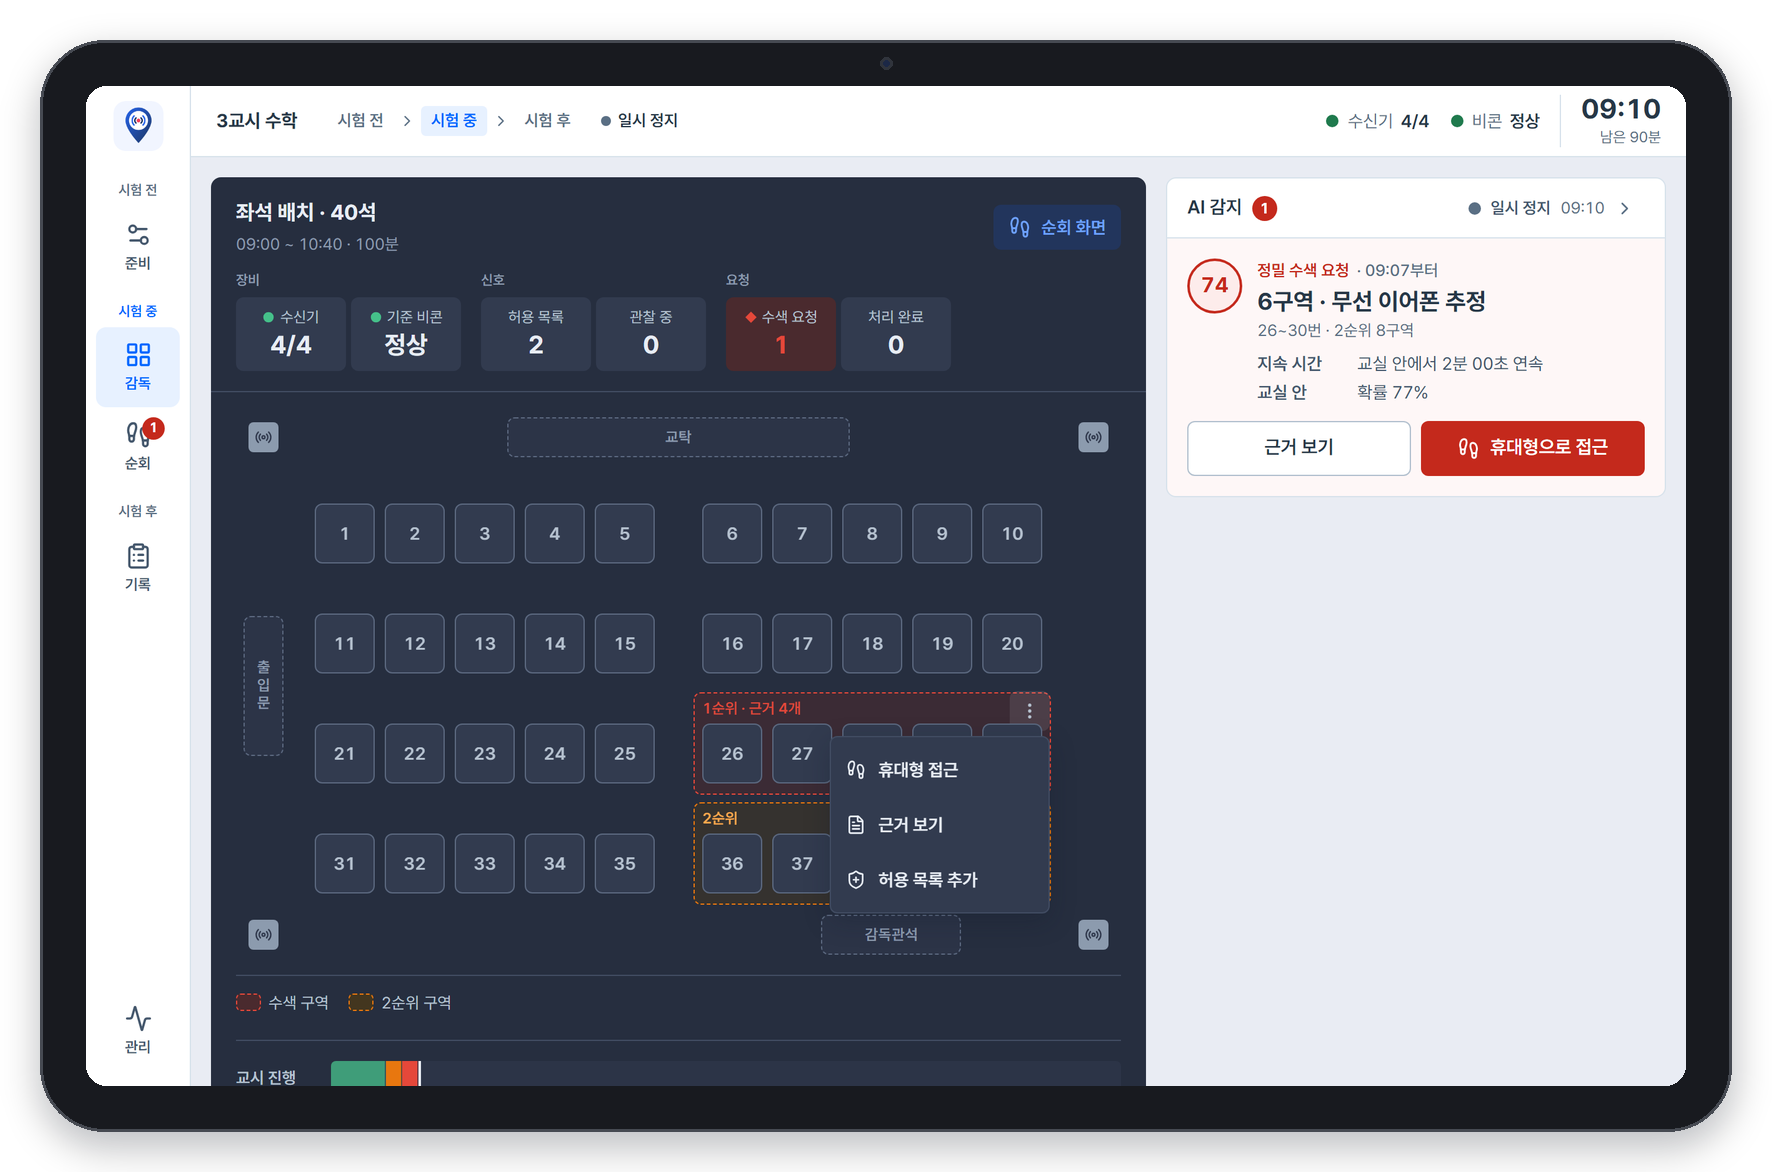 3교시 수학
시험 전
시험 중
시험 후
일시 정지
수신기 4/4
비콘 정상
09:10
남은 90분
시험 전
준비
시험 중
감독
1
순회
시험 후
기록
관리
좌석 배치 · 40석
09:00 ~ 10:40 · 100분
순회 화면
장비
신호
요청
수신기
4/4
기준 비콘
정상
허용 목록
2
관찰 중
0
수색 요청
1
처리 완료
0
교탁
1 2 3 4 5 6 7 8 9 10
출입문
11 12 13 14 15 16 17 18 19 20
1순위 · 근거 4개
21 22 23 24 25 26 27
2순위
31 32 33 34 35 36 37
휴대형 접근
근거 보기
허용 목록 추가
감독관석
수색 구역
2순위 구역
교시 진행
AI 감지 1
일시 정지 09:10
74
정밀 수색 요청 · 09:07부터
6구역 · 무선 이어폰 추정
26~30번 · 2순위 8구역
지속 시간 교실 안에서 2분 00초 연속
교실 안 확률 77%
근거 보기
휴대형으로 접근